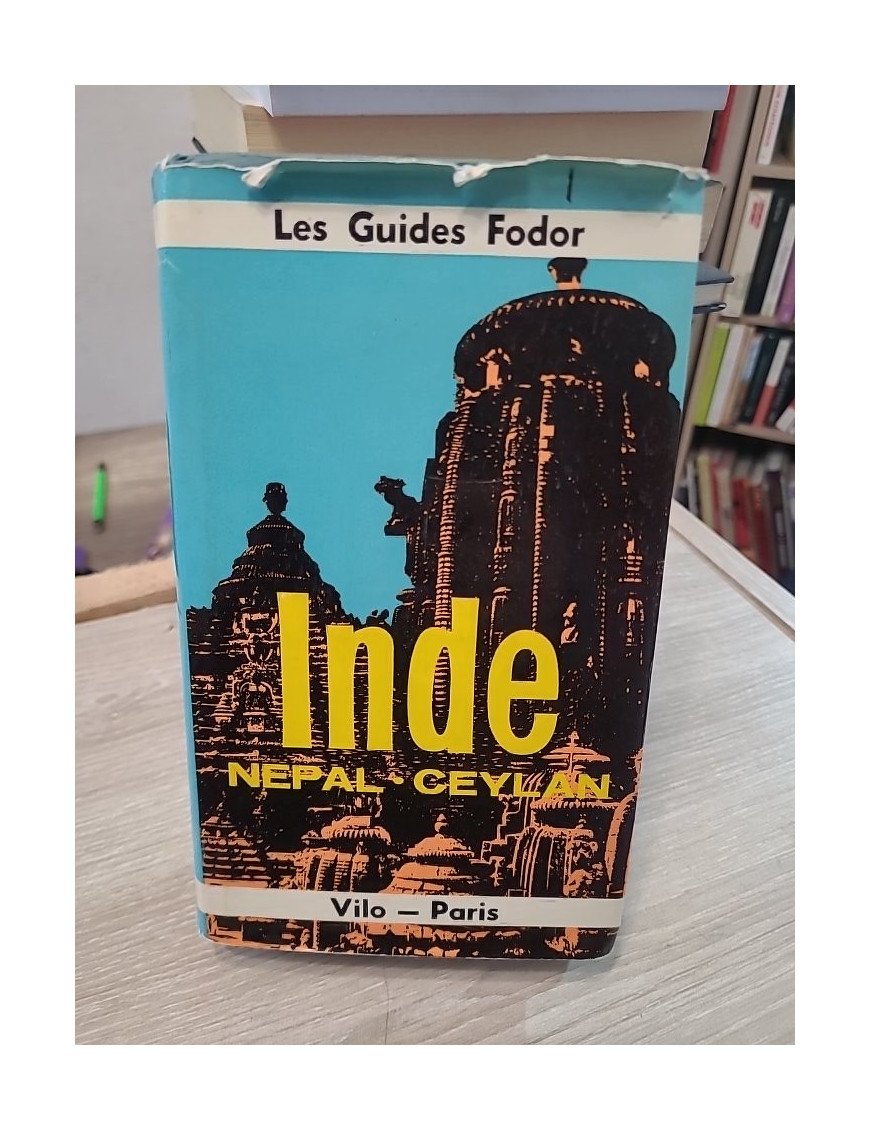 Les Guides Fodor
Inde
NEPAL · CEYLAN
Vilo — Paris